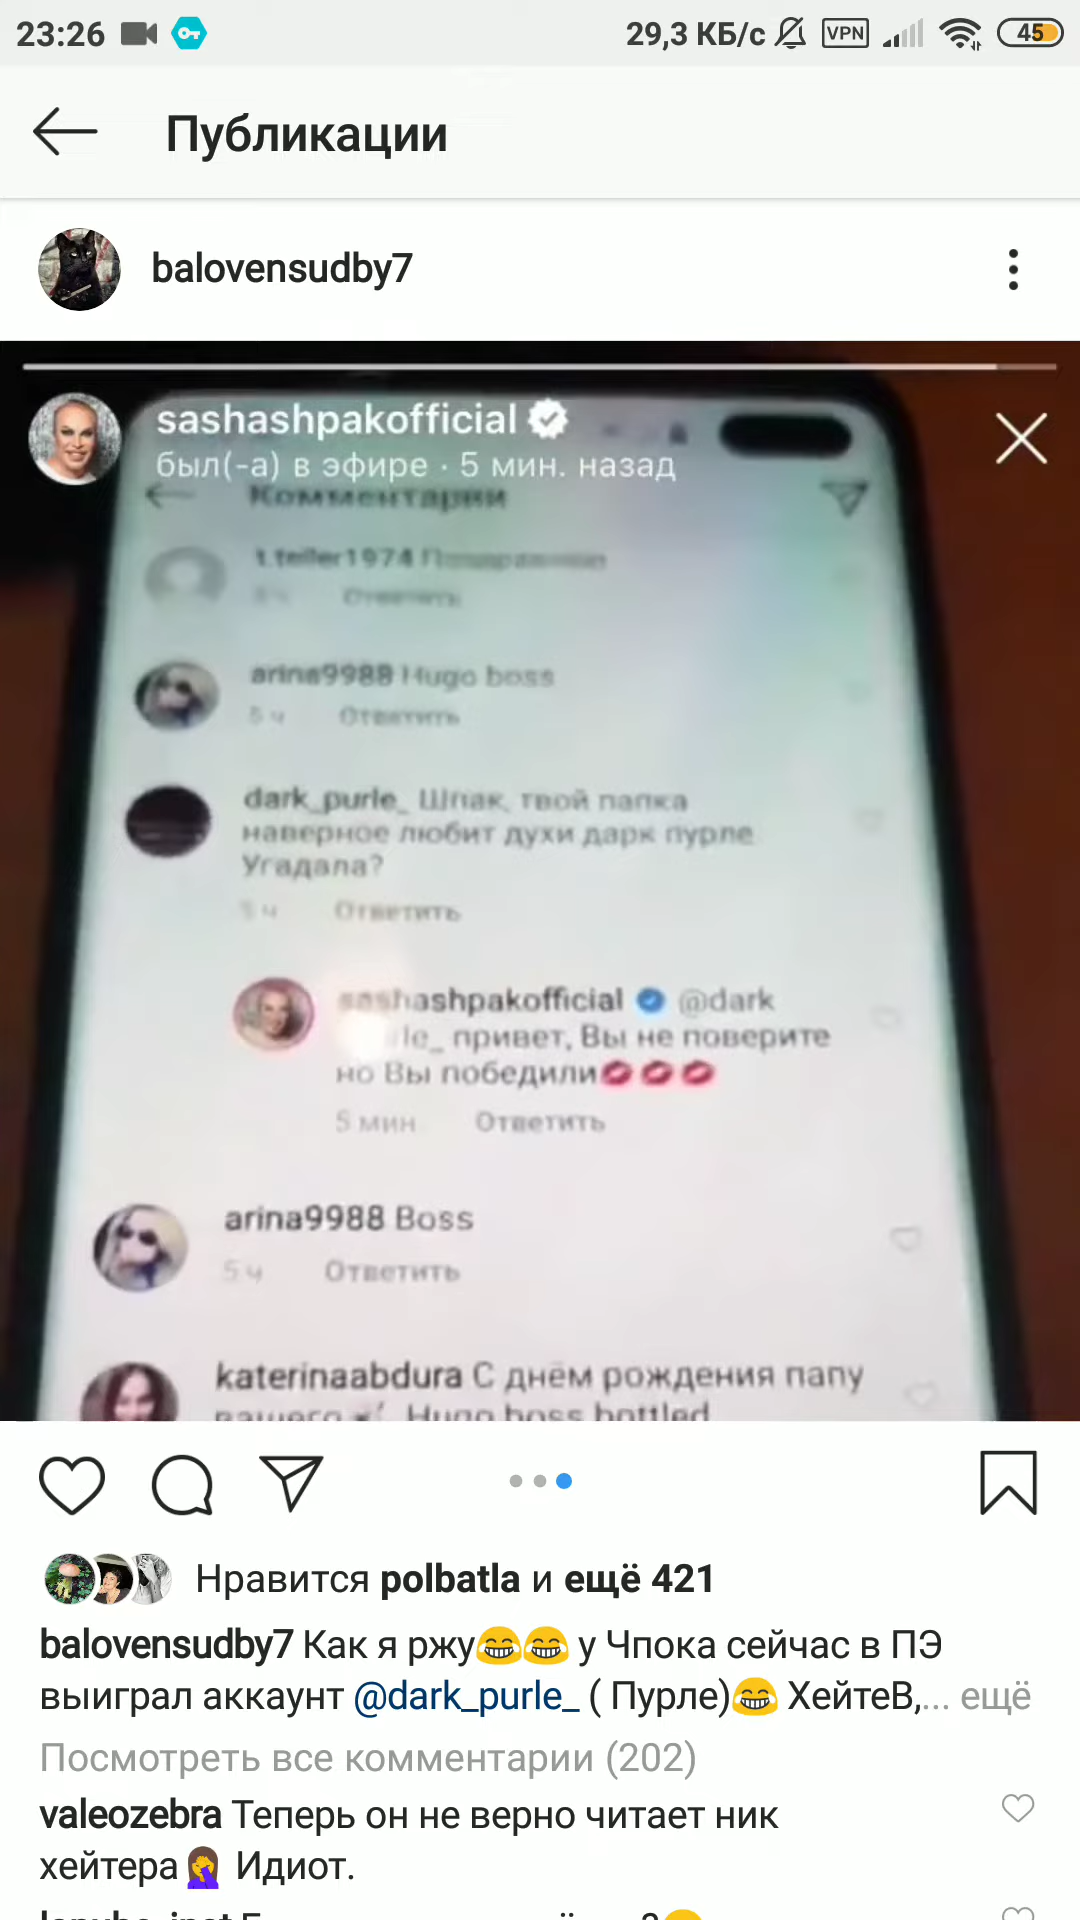 23:26 29,3 КБ/с VPN 45
Публикации
balovensudby7
sashashpakofficial
был(-а) в эфире · 5 мин. назад
Комментарии
t.teller1974
Ответить
arina9988 Hugo boss
5 ч Ответить
dark_purle_ Шпак, твой папка
наверное любит духи дарк пурле
Угадала?
5 ч Ответить
sashashpakofficial @dark
le_ привет, Вы не поверите
но Вы победили💋💋💋
5 мин Ответить
arina9988 Boss
5 ч Ответить
katerinaabdura С днём рождения папу
вашего Hugo boss bottled
Нравится polbatla и ещё 421
balovensudby7 Как я ржу😂😂 у Чпока сейчас в ПЭ
выиграл аккаунт @dark_purle_ ( Пурле)😂 ХейтеВ,... ещё
Посмотреть все комментарии (202)
valeozebra Теперь он не верно читает ник
хейтера🤦‍♀️ Идиот.